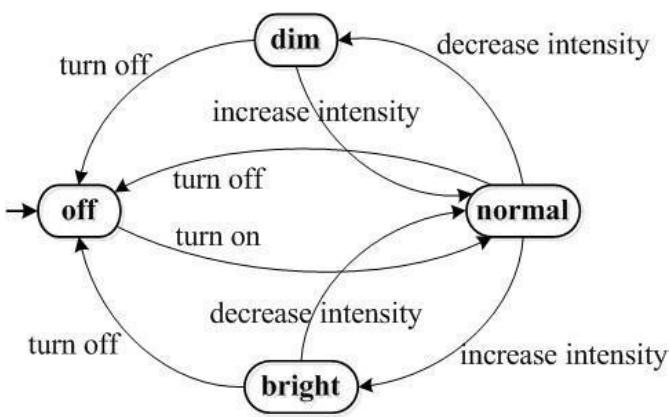 dim
decrease intensity
turn off
increase intensity
turn off
off
normal
turn on
decrease intensity
turn off
increase intensity
bright